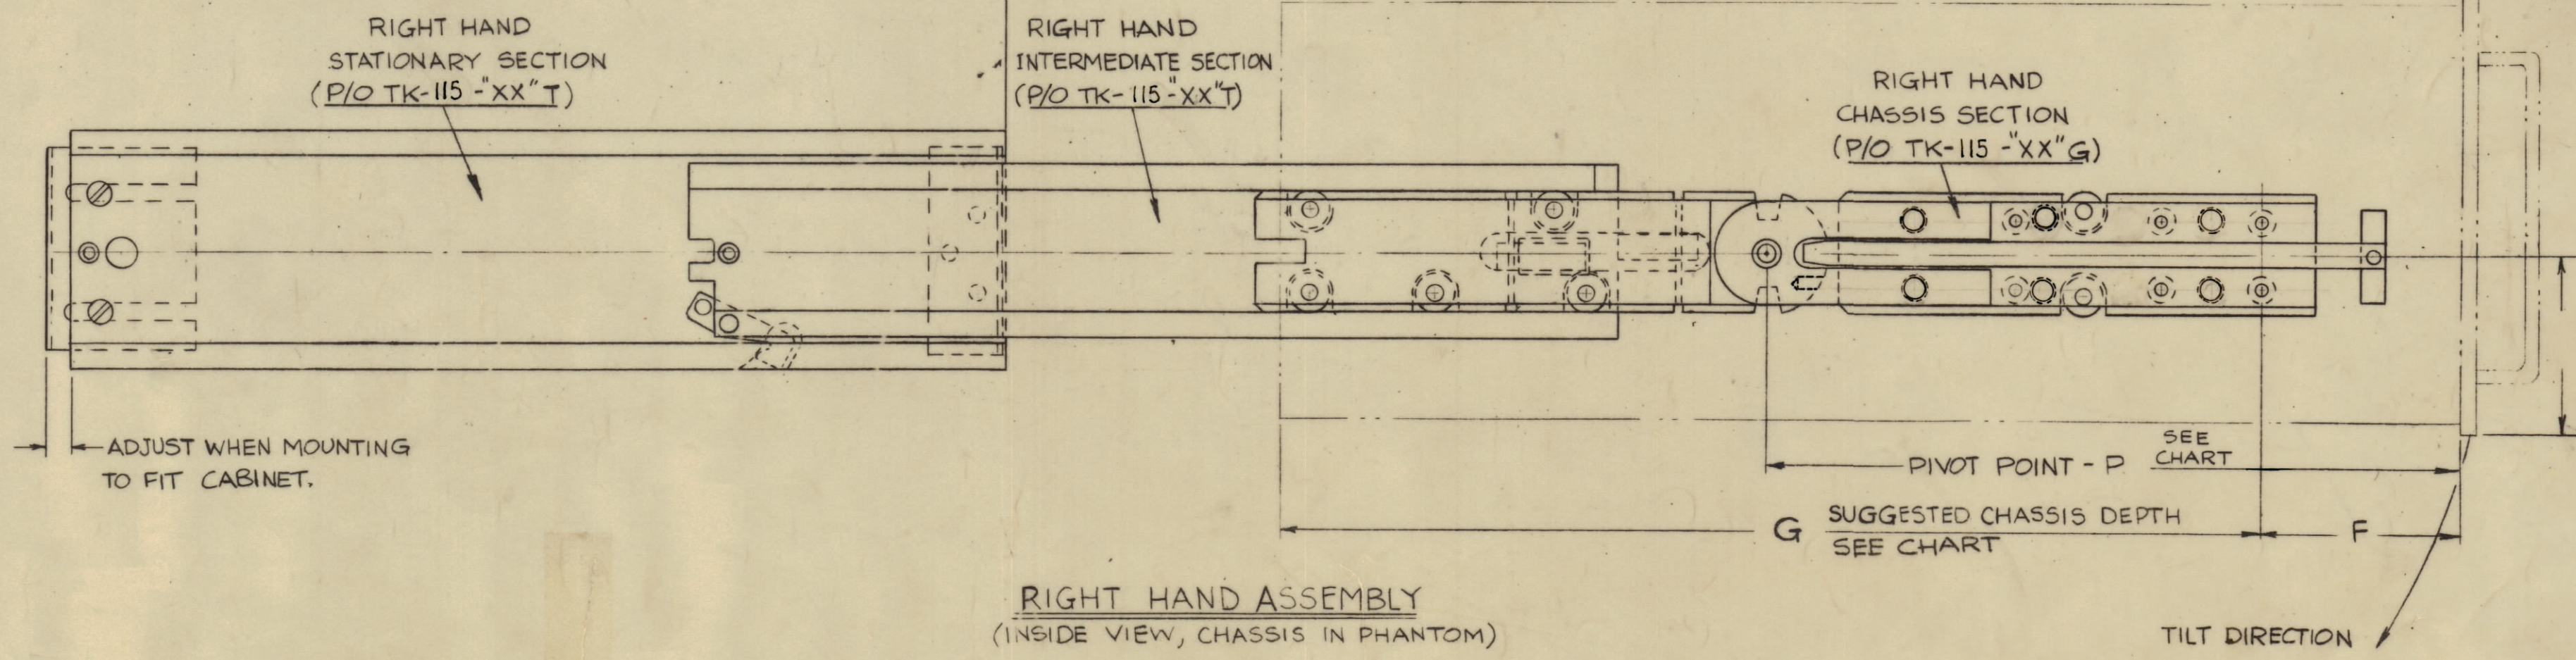 RIGHT HAND
STATIONARY SECTION
(P/O TK-115-"XX"T)
RIGHT HAND
INTERMEDIATE SECTION
(P/O TK-115-"XX"T)
RIGHT HAND
CHASSIS SECTION
(P/O TK-115-"XX"G)
ADJUST WHEN MOUNTING
TO FIT CABINET.
PIVOT POINT - P SEE
CHART
G SUGGESTED CHASSIS DEPTH
SEE CHART
F
RIGHT HAND ASSEMBLY
(INSIDE VIEW, CHASSIS IN PHANTOM)
TILT DIRECTION